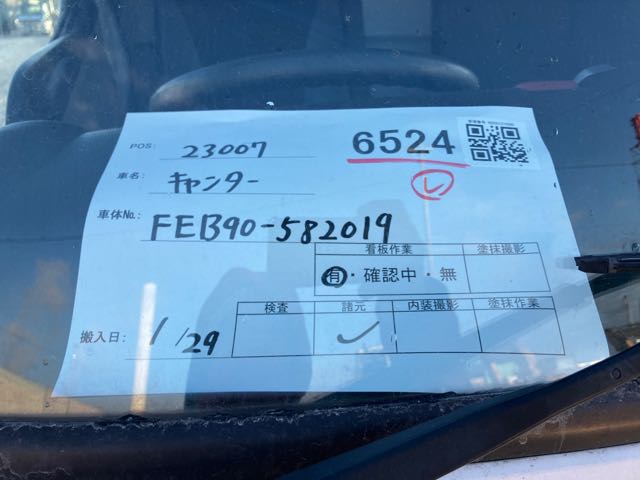 POS: 23007
6524
車名: キャンター
レ
車体No.: FEB90-582019
看板作業 塗抹撮影
有・確認中・無
検査 諸元 内装撮影 塗抹作業
搬入日: 1/29